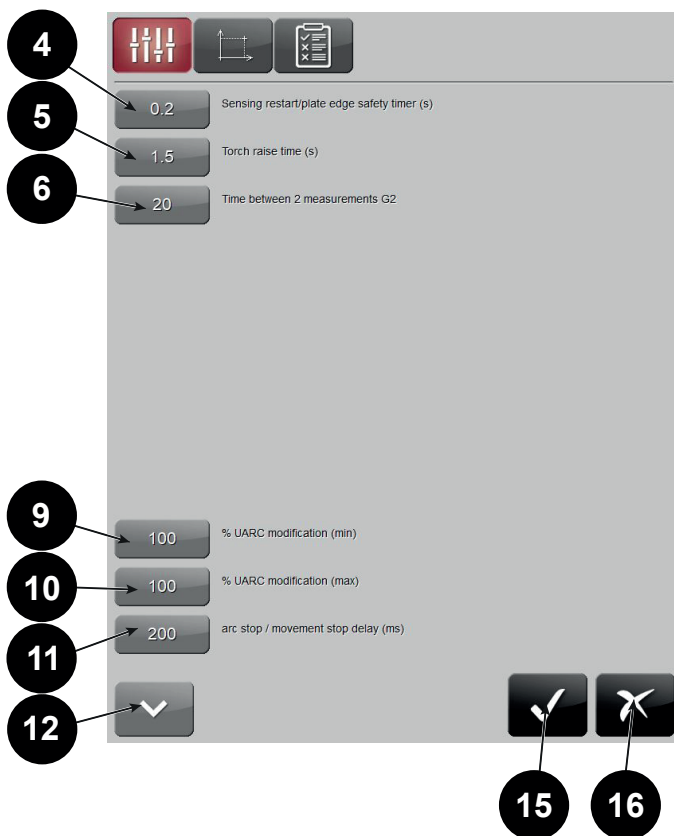 4
0.2 Sensing restart/plate edge safety timer (s)
5
1.5 Torch raise time (s)
6
20 Time between 2 measurements G2
9
100 % UARC modification (min)
10
100 % UARC modification (max)
11
200 arc stop / movement stop delay (ms)
12
15 16